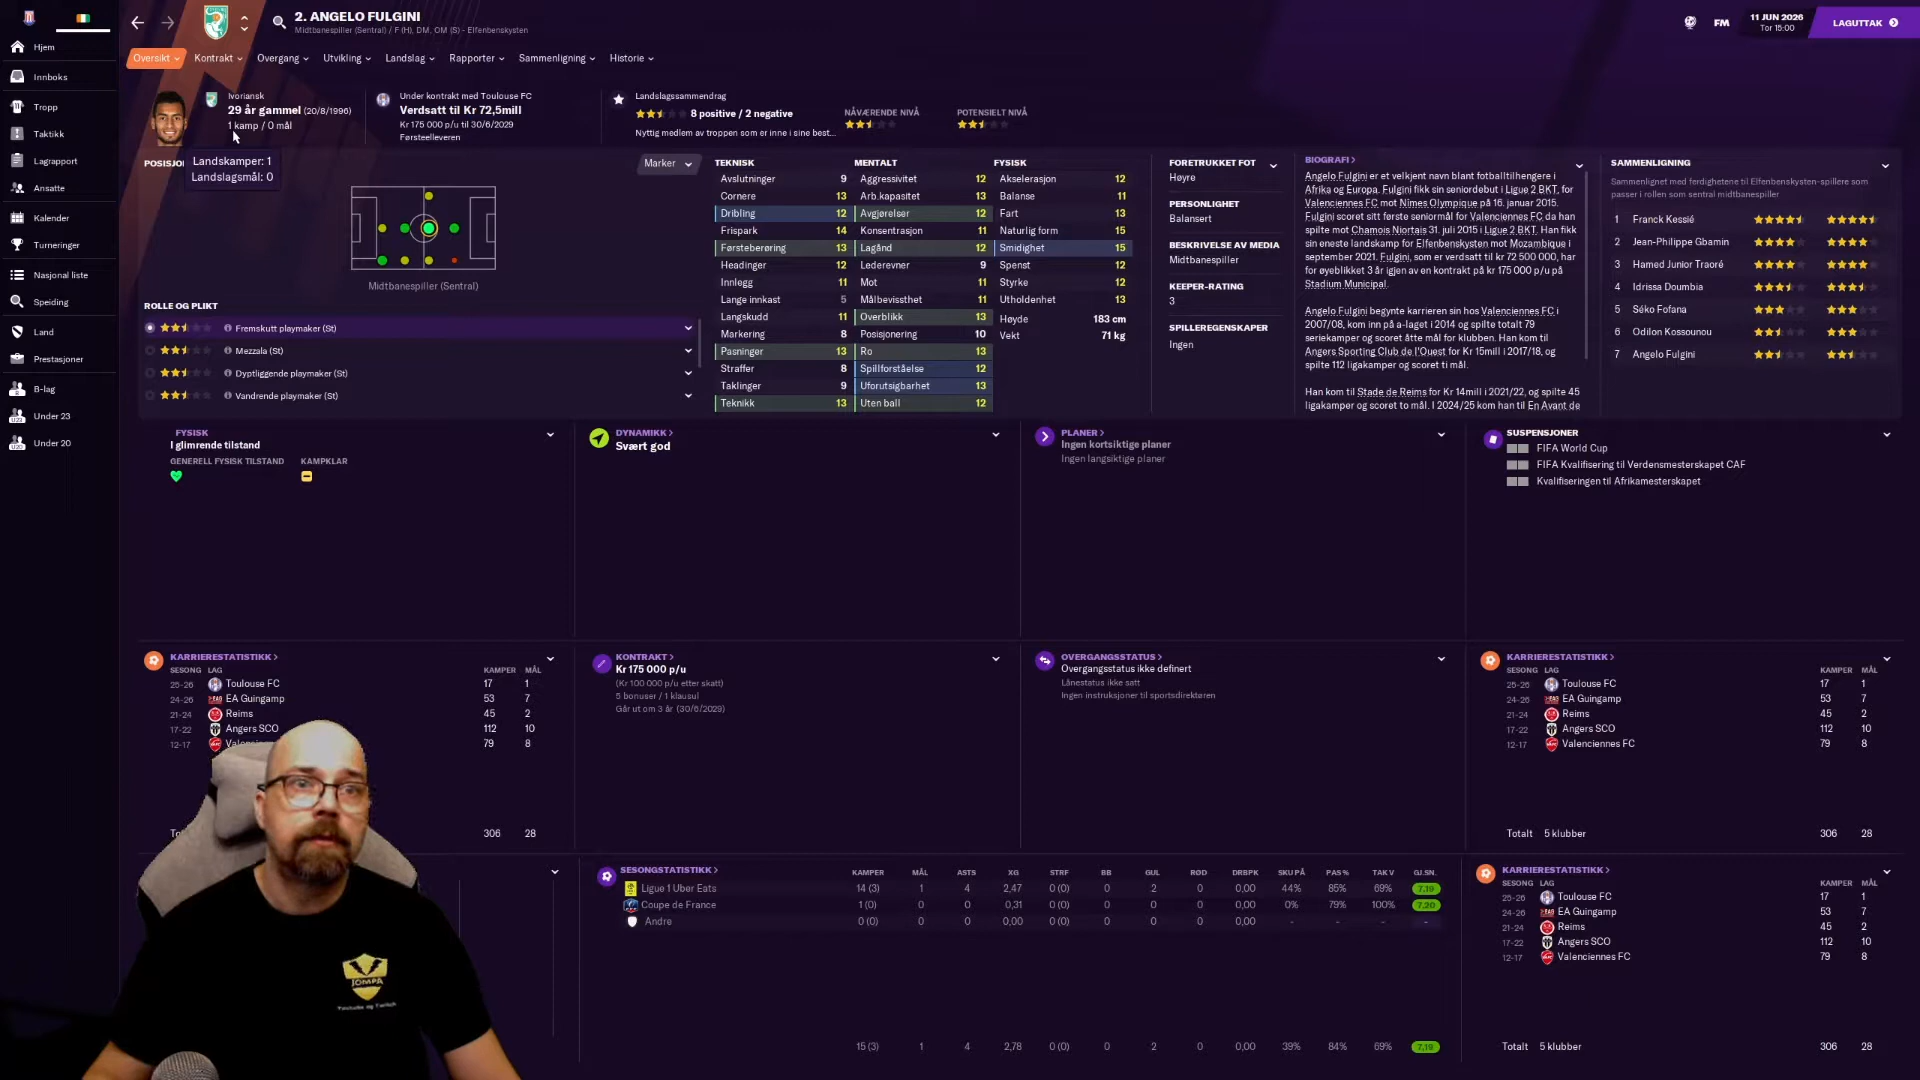 2. ANGELO FULGINI
Midtbanespiller (Sentral) / F (H), DM, OM (S) - Elfenbenskysten
FM
11 JUN 2026
Tor 15:00
LAGUTTAK
Hjem
Innboks
Tropp
Taktikk
Lagrapport
Ansatte
Kalender
Turneringer
Nasjonal liste
Speiding
Land
Prestasjoner
B-lag
Under 23
Under 20
Oversikt Kontrakt Overgang Utvikling Landslag Rapporter Sammenligning Historie
Ivoriansk
29 år gammel (20/8/1996)
1 kamp / 0 mål
Landskamper: 1
Landslagsmål: 0
Under kontrakt med Toulouse FC
Verdsatt til Kr 72,5mill
Kr 175 000 p/u til 30/6/2029
Førsteelleveren
Landslagssammendrag
8 positive / 2 negative
Nyttig medlem av troppen som er inne i sine best...
NÅVÆRENDE NIVÅ
POTENSIELT NIVÅ
Marker
Midtbanespiller (Sentral)
ROLLE OG PLIKT
Fremskutt playmaker (St)
Mezzala (St)
Dyptliggende playmaker (St)
Vandrende playmaker (St)
TEKNISK
Avslutninger 9
Cornere 13
Dribling 12
Frispark 14
Førsteberøring 13
Headinger 12
Innlegg 11
Lange innkast 5
Langskudd 11
Markering 8
Pasninger 13
Straffer 8
Taklinger 9
Teknikk 13
MENTALT
Aggressivitet 12
Arb.kapasitet 13
Avgjørelser 12
Konsentrasjon 11
Lagånd 12
Lederevner 9
Mot 11
Målbevissthet 11
Overblikk 13
Posisjonering 10
Ro 13
Spillforståelse 12
Uforutsigbarhet 13
Uten ball 12
FYSISK
Akselerasjon 12
Balanse 11
Fart 13
Naturlig form 15
Smidighet 15
Spenst 12
Styrke 12
Utholdenhet 13
Høyde 183 cm
Vekt 71 kg
FORETRUKKET FOT
Høyre
PERSONLIGHET
Balansert
BESKRIVELSE AV MEDIA
Midtbanespiller
KEEPER-RATING
3
SPILLEREGENSKAPER
Ingen
BIOGRAFI
Angelo Fulgini er et velkjent navn blant fotballtilhengere i
Afrika og Europa. Fulgini fikk sin seniordebut i Ligue 2 BKT, for
Valenciennes FC mot Nimes Olympique på 16. januar 2015.
Fulgini scoret sitt første seniormål for Valenciennes FC da han
spilte mot Chamois Niortais 31. juli 2015 i Ligue 2 BKT. Han fikk
sin eneste landskamp for Elfenbenskysten mot Mozambique i
september 2021. Fulgini, som er verdsatt til kr 72 500 000, har
for øyeblikket 3 år igjen av en kontrakt på kr 175 000 p/u på
Stadium Municipal.
Angelo Fulgini begynte karrieren sin hos Valenciennes FC i
2007/08, kom inn på a-laget i 2014 og spilte totalt 79
seriekamper og scoret åtte mål for klubben. Han kom til
Angers Sporting Club de l'Ouest for Kr 15mill i 2017/18, og
spilte 112 ligakamper og scoret ti mål.
Han kom til Stade de Reims for Kr 14mill i 2021/22, og spilte 45
ligakamper og scoret to mål. I 2024/25 kom han til En Avant de
SAMMENLIGNING
Sammenlignet med ferdighetene til Elfenbenskysten-spillere som
passer i rollen som sentral midtbanespiller
1 Franck Kessié
2 Jean-Philippe Gbamin
3 Hamed Junior Traoré
4 Idrissa Doumbia
5 Séko Fofana
6 Odilon Kossounou
7 Angelo Fulgini
FYSISK
I glimrende tilstand
GENERELL FYSISK TILSTAND KAMPKLAR
DYNAMIKK
Svært god
PLANER
Ingen kortsiktige planer
Ingen langsiktige planer
SUSPENSJONER
FIFA World Cup
FIFA Kvalifisering til Verdensmesterskapet CAF
Kvalifiseringen til Afrikamesterskapet
KARRIERESTATISTIKK
SESONG LAG KAMPER MÅL
25-26 Toulouse FC 17 1
24-26 EA Guingamp 53 7
21-24 Reims 45 2
17-22 Angers SCO 112 10
12-17 79 8
306 28
KONTRAKT
Kr 175 000 p/u
(Kr 100 000 p/u etter skatt)
5 bonuser / 1 klausul
Går ut om 3 år (30/6/2029)
OVERGANGSSTATUS
Overgangsstatus ikke definert
Lånestatus ikke satt
Ingen instruksjoner til sportsdirektøren
KARRIERESTATISTIKK
SESONG LAG KAMPER MÅL
25-26 Toulouse FC 17 1
24-26 EA Guingamp 53 7
21-24 Reims 45 2
17-22 Angers SCO 112 10
12-17 Valenciennes FC 79 8
Totalt 5 klubber 306 28
SESONGSTATISTIKK KAMPER MÅL ASTS XG STRF BB GUL RØD DRBPK SKU PÅ PAS % TAK V GJ.SN.
Ligue 1 Uber Eats 14 (3) 1 4 2,47 0 (0) 0 2 0 0,00 44% 85% 69% 7,19
Coupe de France 1 (0) 0 0 0,31 0 (0) 0 0 0 0,00 0% 79% 100% 7,20
Andre 0 (0) 0 0 0,00 0 (0) 0 0 0 0,00 - - - -
15 (3) 1 4 2,78 0 (0) 0 2 0 0,00 39% 84% 69% 7,19
KARRIERESTATISTIKK
SESONG LAG KAMPER MÅL
25-26 Toulouse FC 17 1
24-26 EA Guingamp 53 7
21-24 Reims 45 2
17-22 Angers SCO 112 10
12-17 Valenciennes FC 79 8
Totalt 5 klubber 306 28
JOMPA